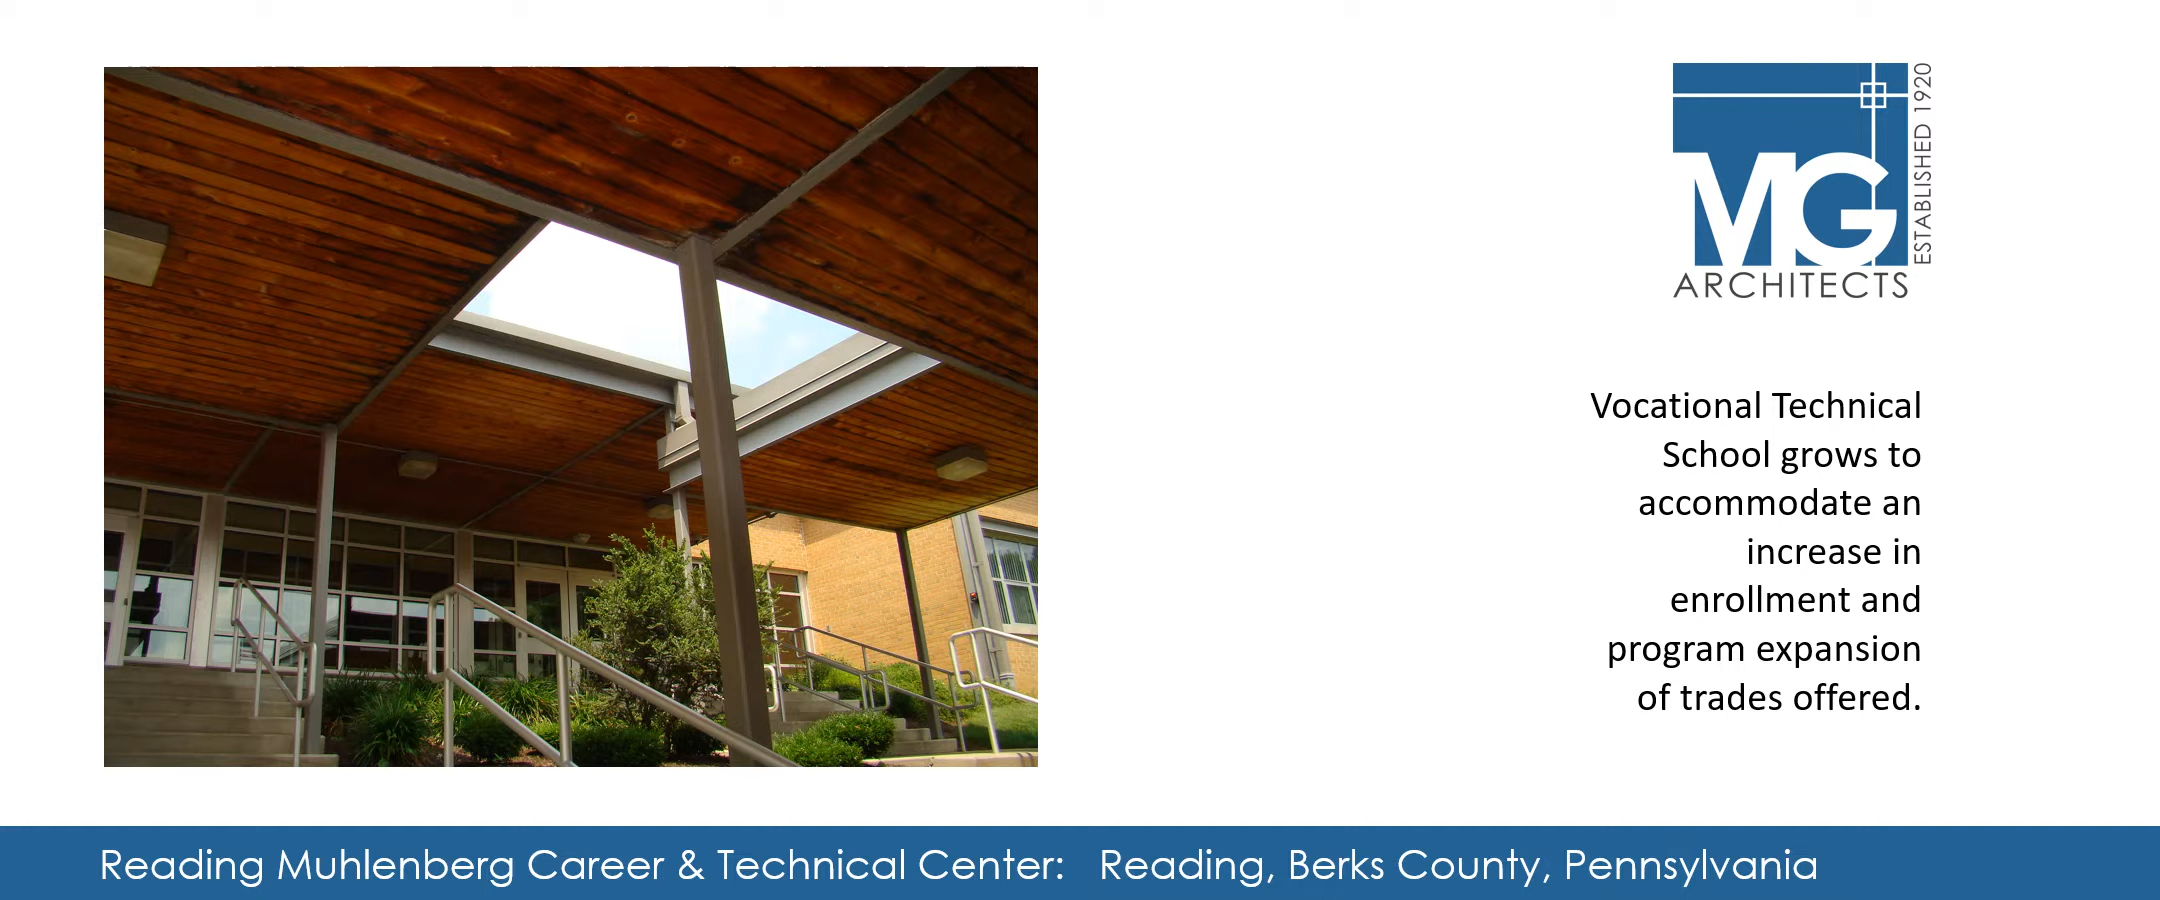 MG
ARCHITECTS
ESTABLISHED 1920
Vocational Technical
School grows to
accommodate an
increase in
enrollment and
program expansion
of trades offered.
Reading Muhlenberg Career & Technical Center: Reading, Berks County, Pennsylvania